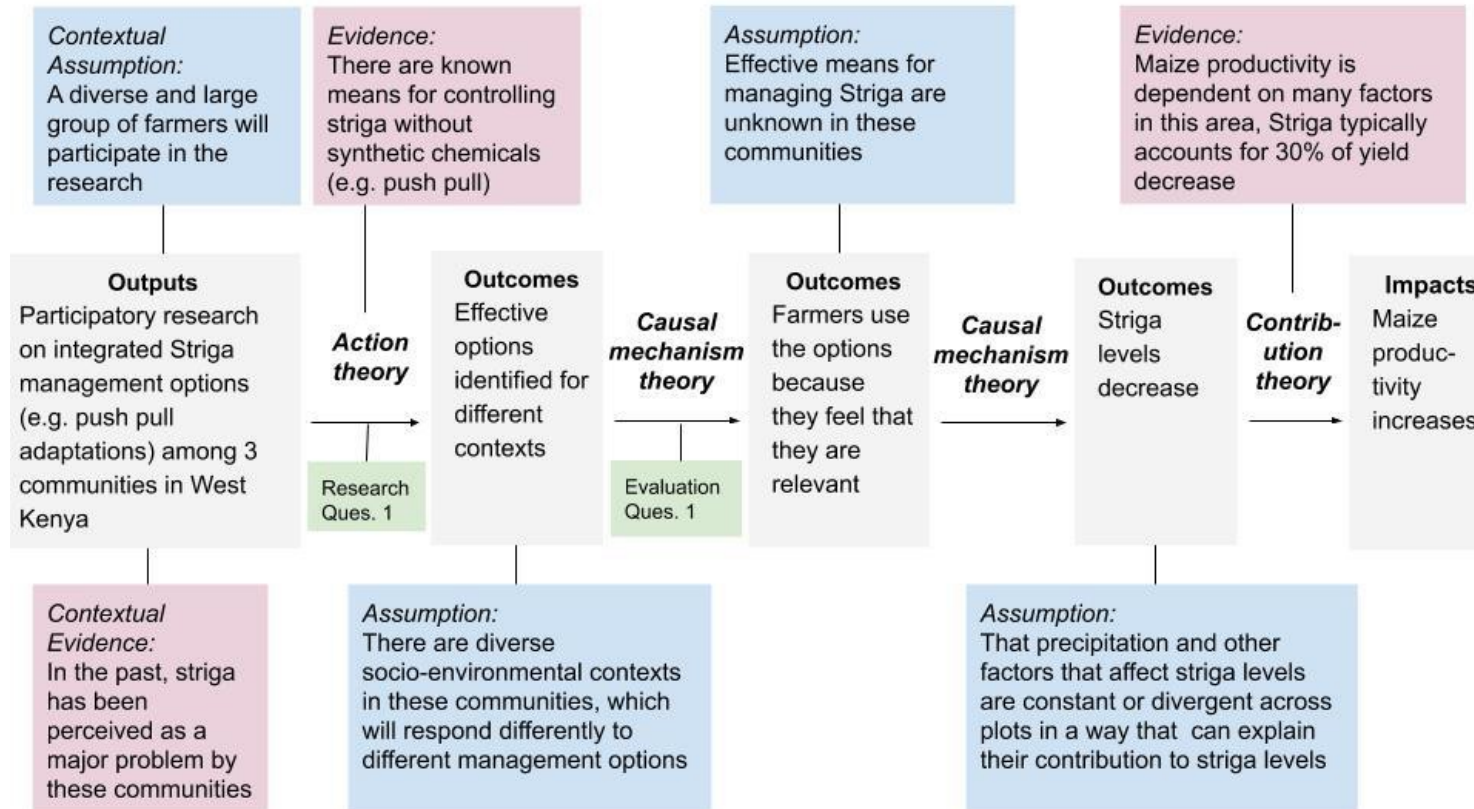 Contextual
Assumption:
A diverse and large
group of farmers will
participate in the
research
Evidence:
There are known
means for controlling
striga without
synthetic chemicals
(e.g. push pull)
Assumption:
Effective means for
managing Striga are
unknown in these
communities
Evidence:
Maize productivity is
dependent on many factors
in this area, Striga typically
accounts for 30% of yield
decrease
Outputs
Participatory research
on integrated Striga
management options
(e.g. push pull
adaptations) among 3
communities in West
Kenya
Action
theory
Research
Ques. 1
Outcomes
Effective
options
identified for
different
contexts
Causal
mechanism
theory
Evaluation
Ques. 1
Outcomes
Farmers use
the options
because
they feel that
they are
relevant
Causal
mechanism
theory
Outcomes
Striga
levels
decrease
Contrib-
ution
theory
Impacts
Maize
produc-
tivity
increases
Contextual
Evidence:
In the past, striga
has been
perceived as a
major problem by
these communities
Assumption:
There are diverse
socio-environmental contexts
in these communities, which
will respond differently to
different management options
Assumption:
That precipitation and other
factors that affect striga levels
are constant or divergent across
plots in a way that can explain
their contribution to striga levels